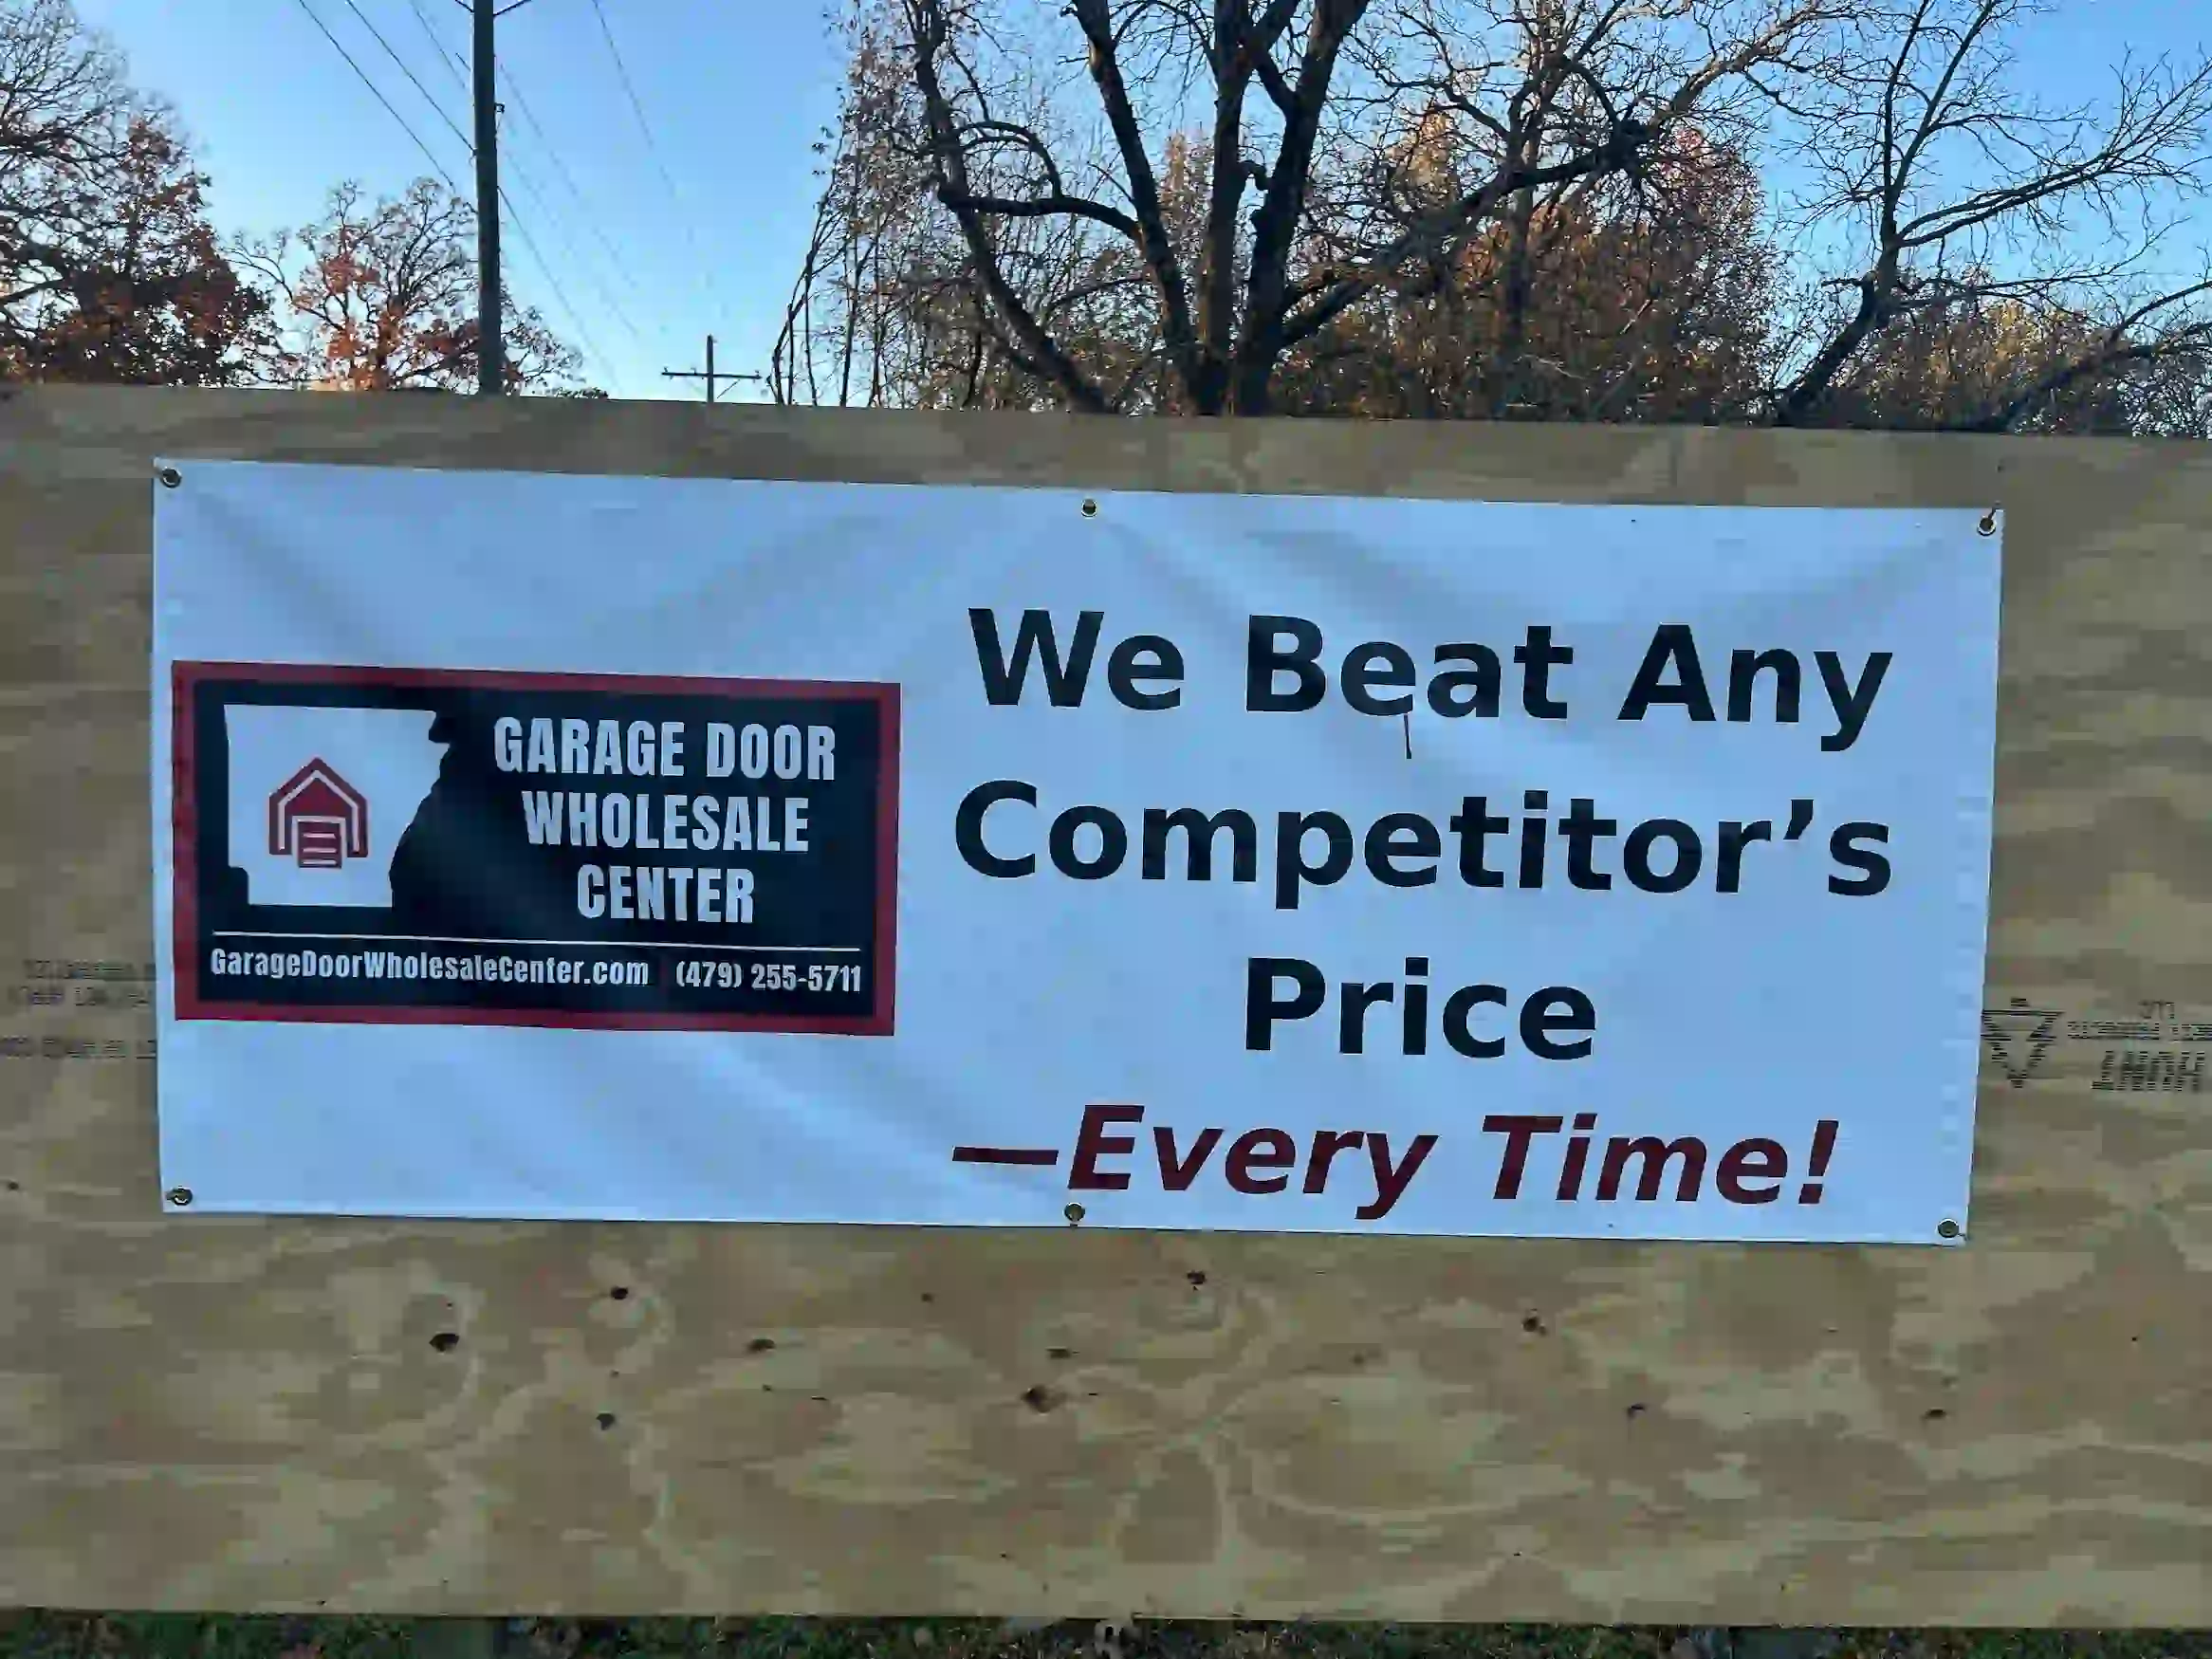 GARAGE DOOR
WHOLESALE
CENTER
GarageDoorWholesaleCenter.com (479) 255-5711
We Beat Any
Competitor’s
Price
—Every Time!